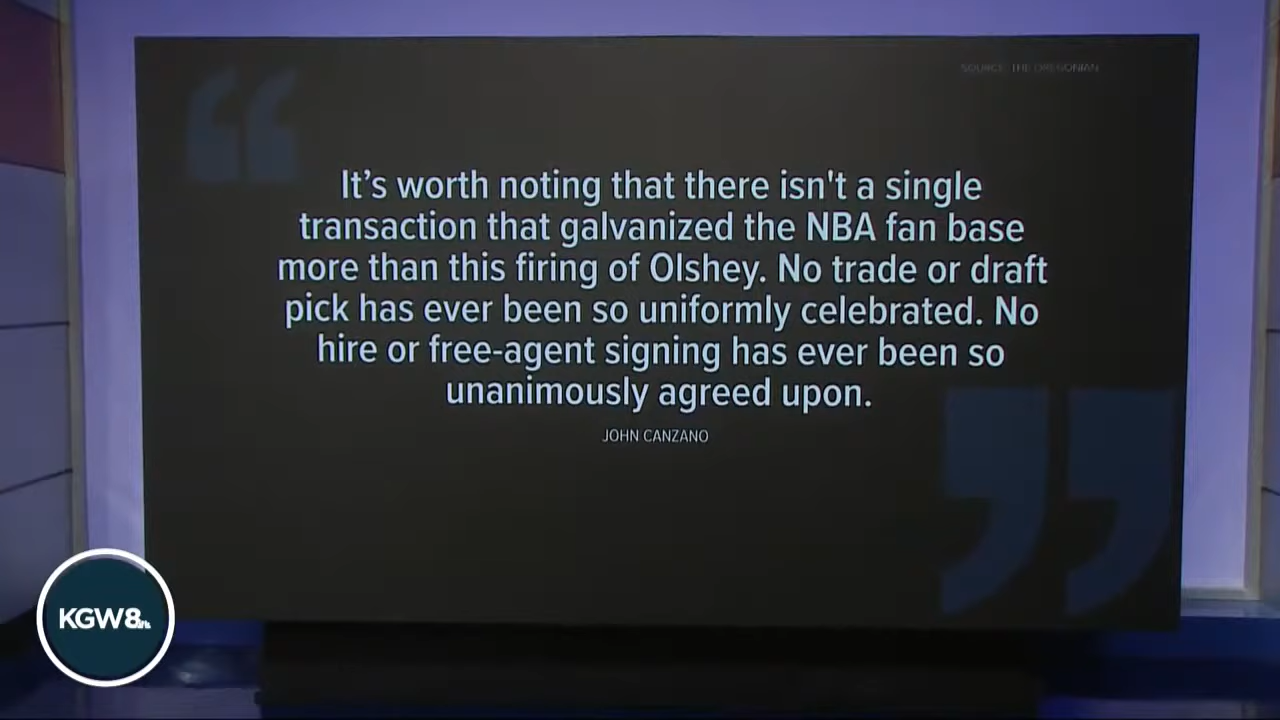 SOURCE: THE OREGONIAN
It’s worth noting that there isn't a single
transaction that galvanized the NBA fan base
more than this firing of Olshey. No trade or draft
pick has ever been so uniformly celebrated. No
hire or free-agent signing has ever been so
unanimously agreed upon.
JOHN CANZANO
KGW8